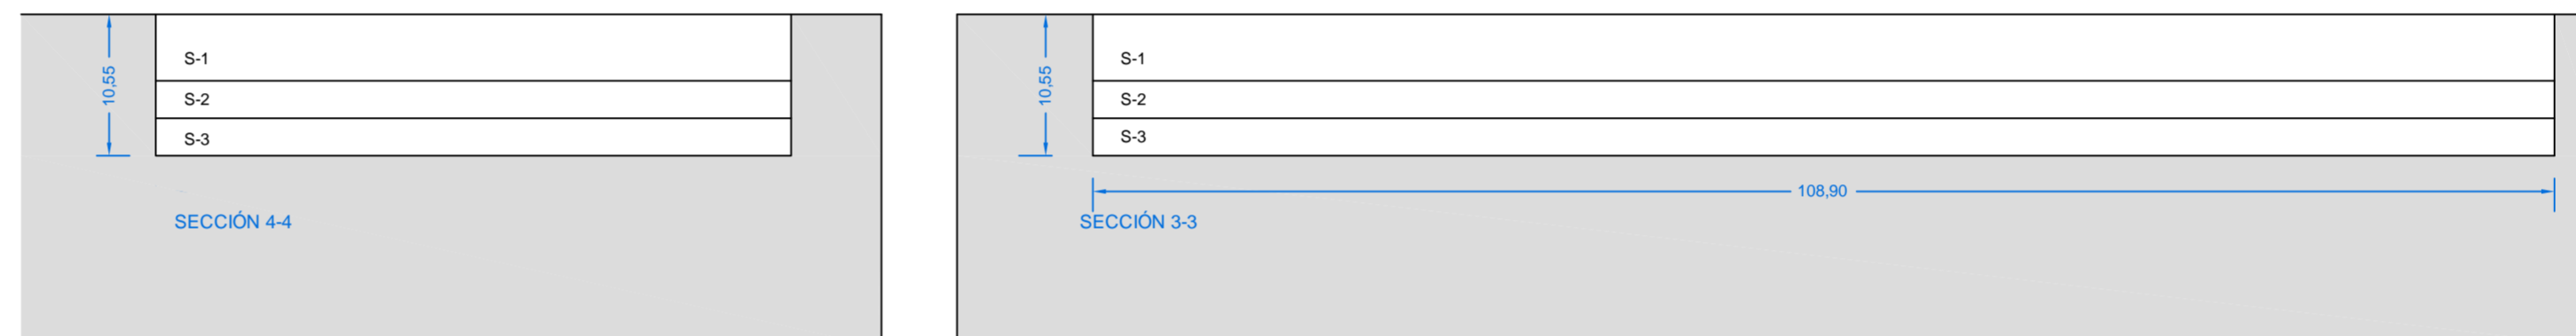 S-1
10,55
S-2
S-3
SECCIÓN 4-4
S-1
10,55
S-2
S-3
108,90
SECCIÓN 3-3